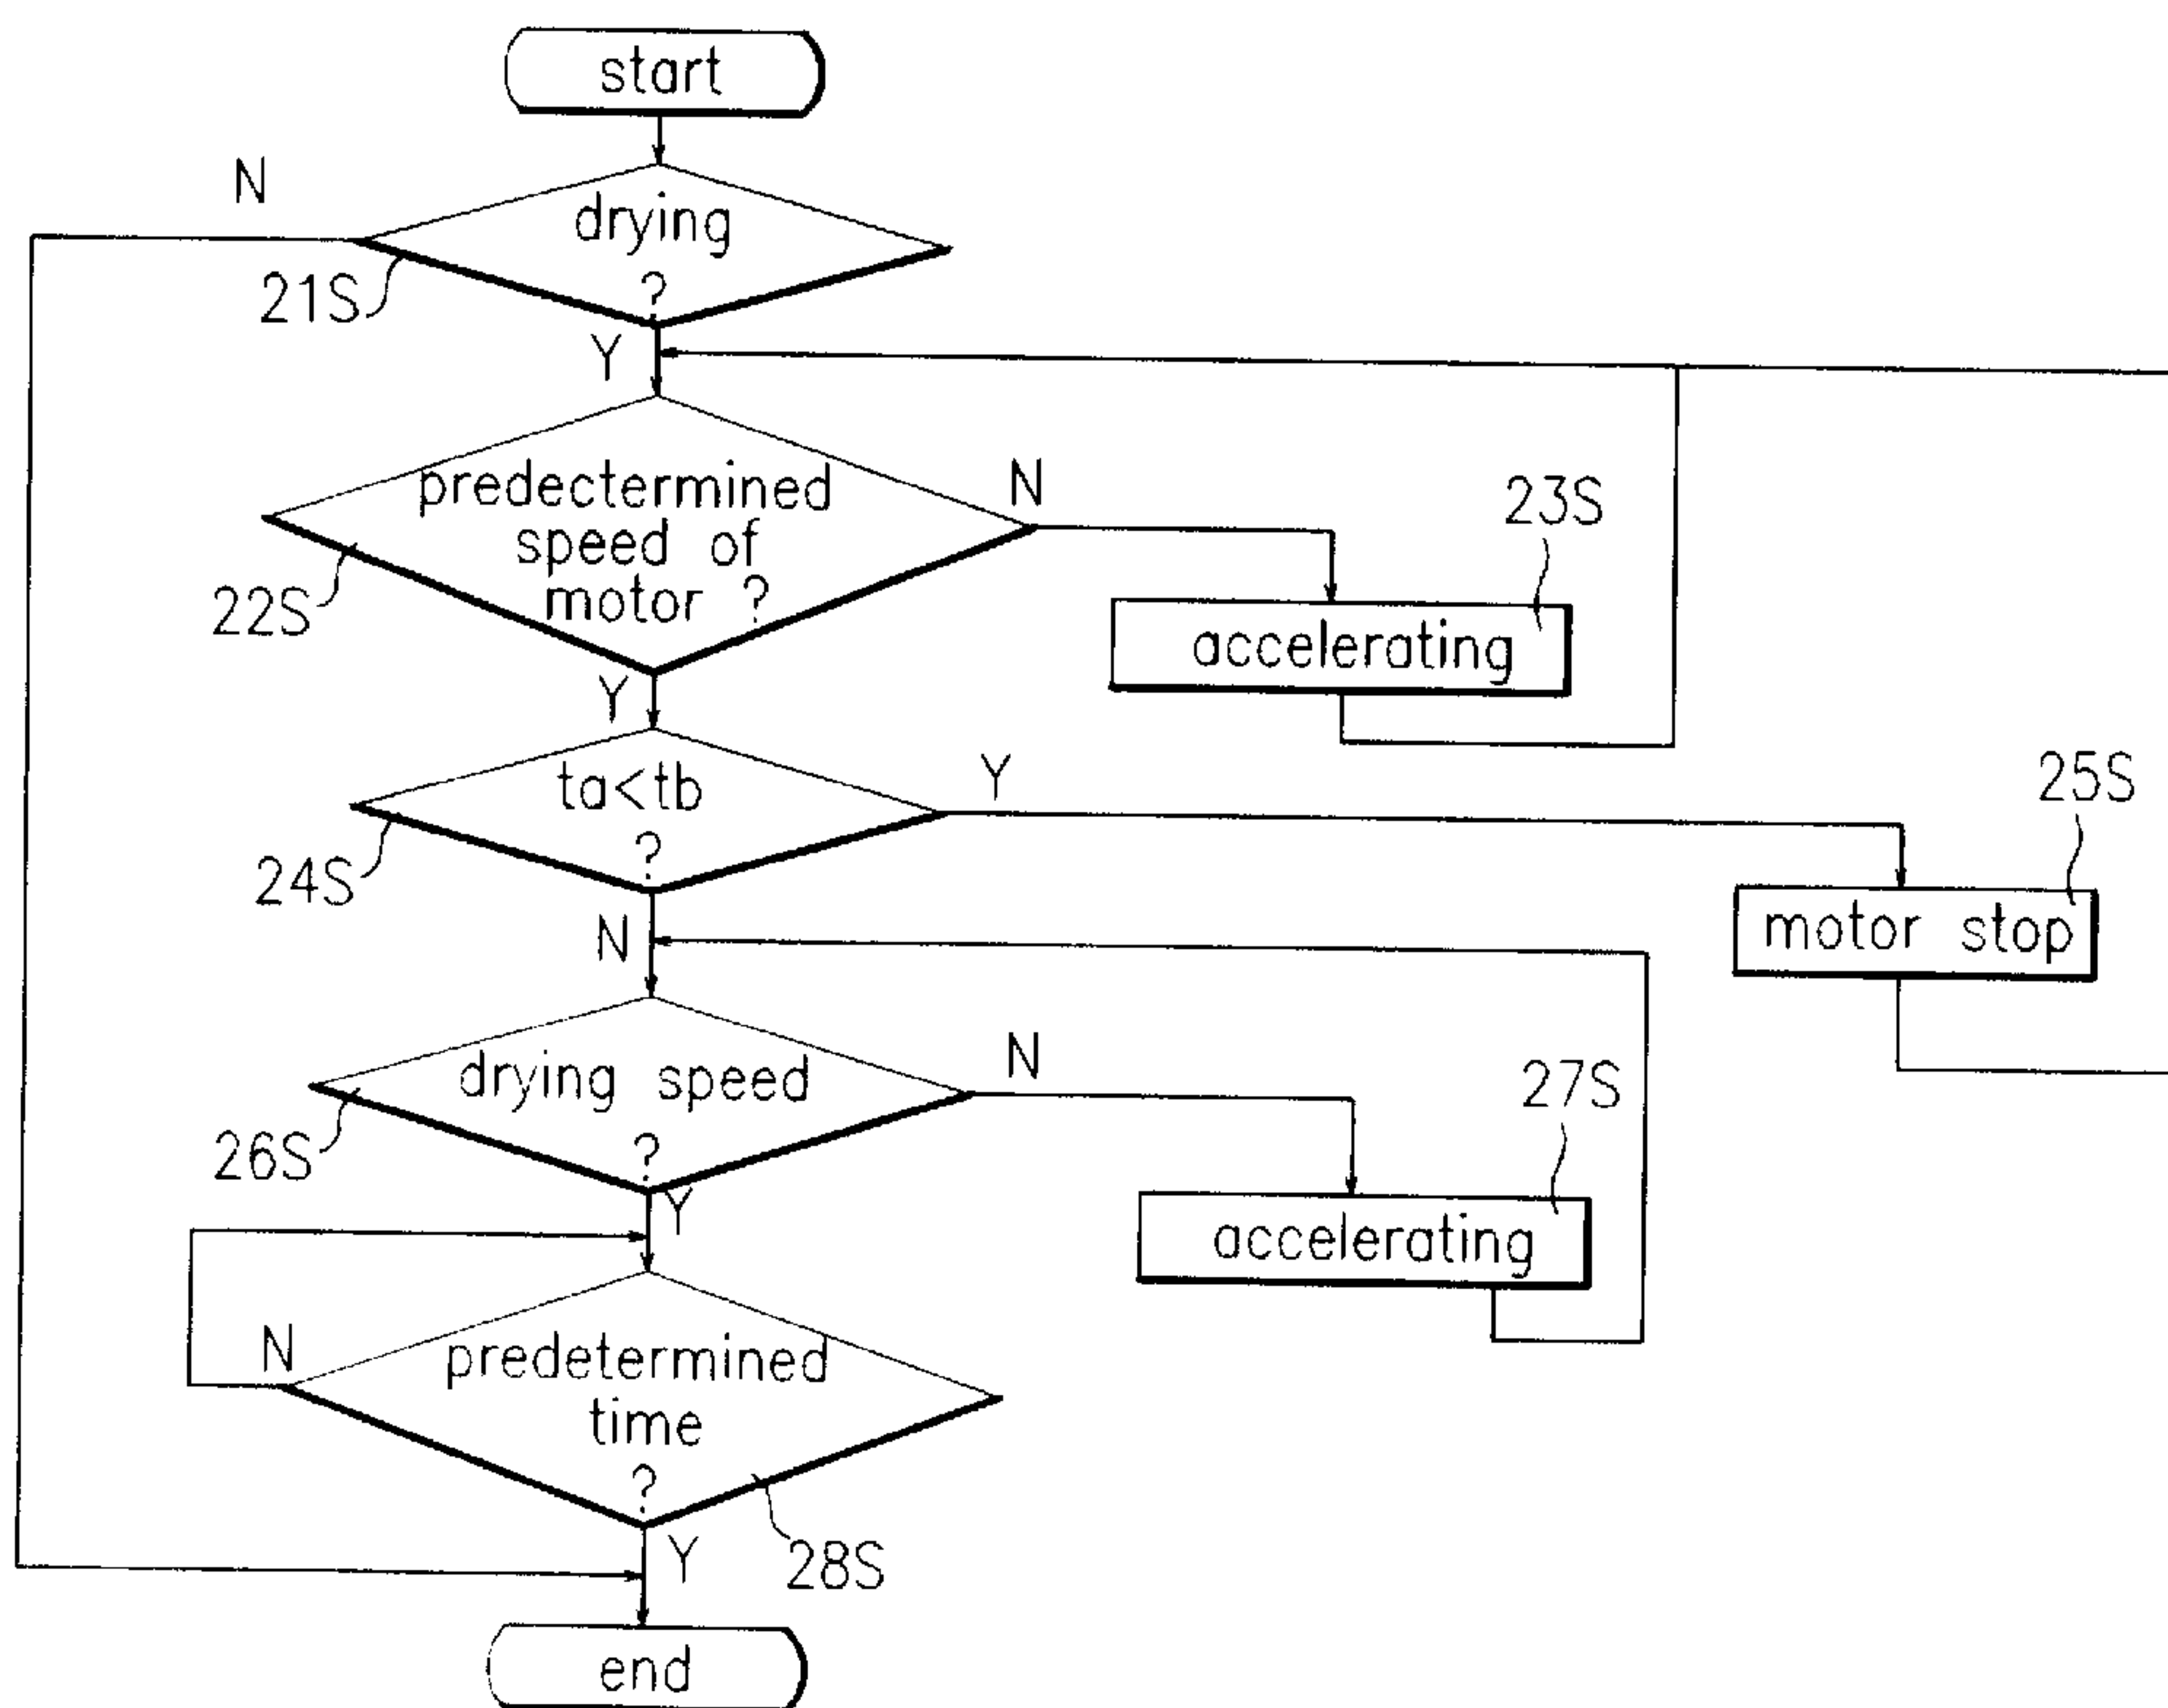 start
N
drying
?
21S
Y
predectermined
speed of
motor ?
N
22S
23S
accelerating
Y
ta<tb
?
Y
24S
25S
motor stop
N
drying speed
?
N
26S
27S
Y
accelerating
N
predetermined
time
?
28S
Y
end